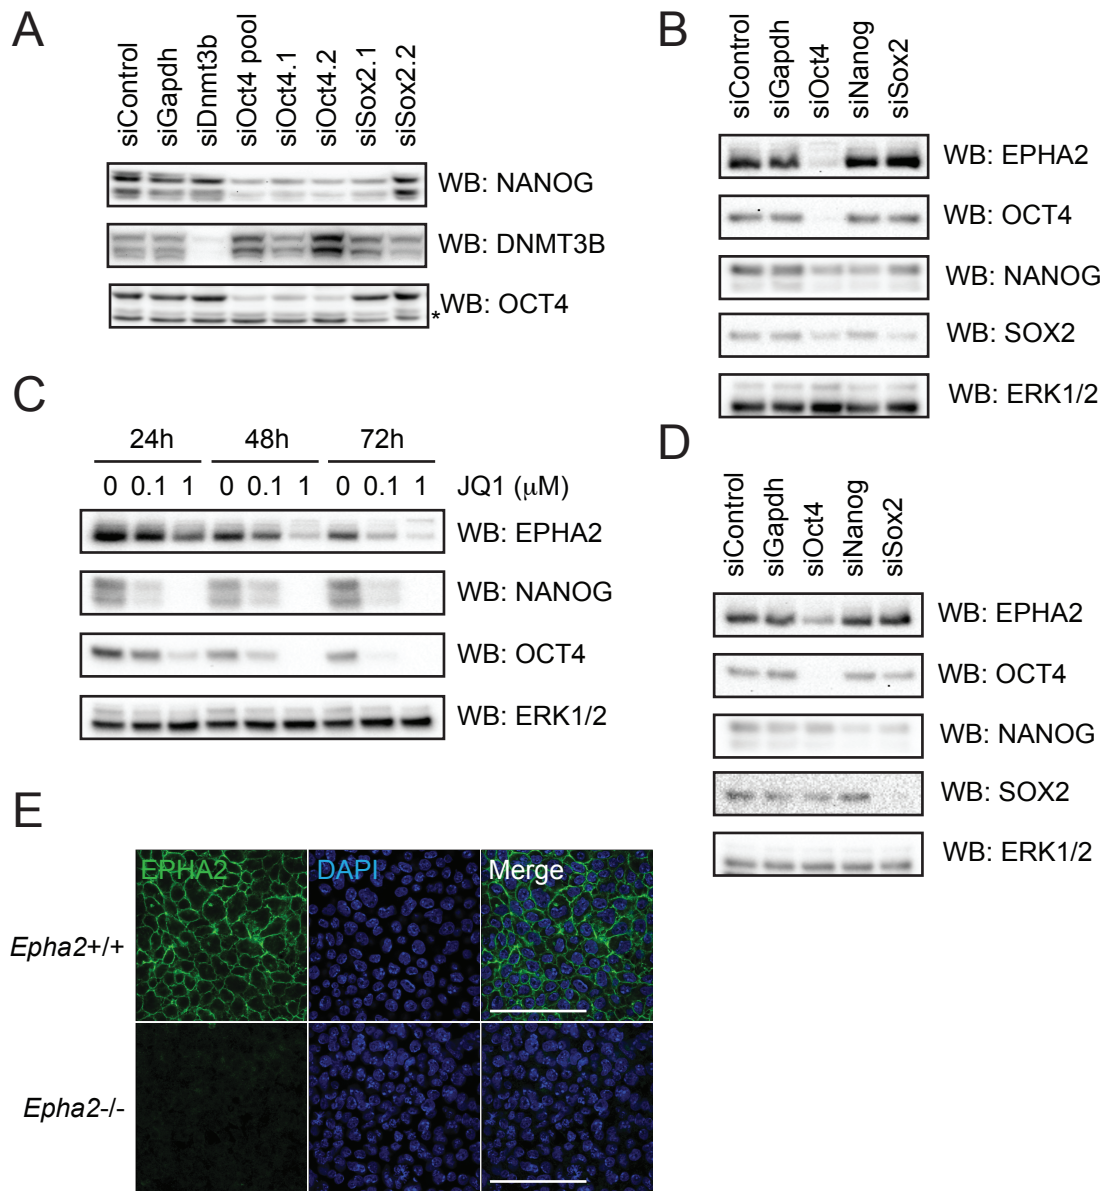 A
siControl
siGapdh
siDnmt3b
siOct4 pool
siOct4.1
siOct4.2
siSox2.1
siSox2.2
WB: NANOG
WB: DNMT3B
WB: OCT4
*
B
siControl
siGapdh
siOct4
siNanog
siSox2
WB: EPHA2
WB: OCT4
WB: NANOG
WB: SOX2
WB: ERK1/2
C
24h 48h 72h
0 0.1 1 0 0.1 1 0 0.1 1 JQ1 (μM)
WB: EPHA2
WB: NANOG
WB: OCT4
WB: ERK1/2
D
siControl
siGapdh
siOct4
siNanog
siSox2
WB: EPHA2
WB: OCT4
WB: NANOG
WB: SOX2
WB: ERK1/2
E
EPHA2 DAPI Merge
Epha2+/+
Epha2-/-